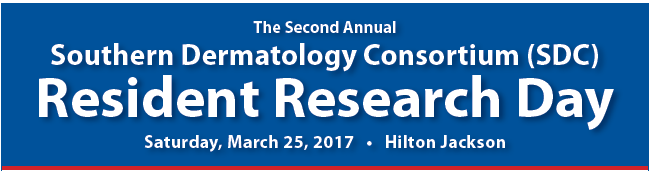 The Second Annual
Southern Dermatology Consortium (SDC)
Resident Research Day
Saturday, March 25, 2017 • Hilton Jackson